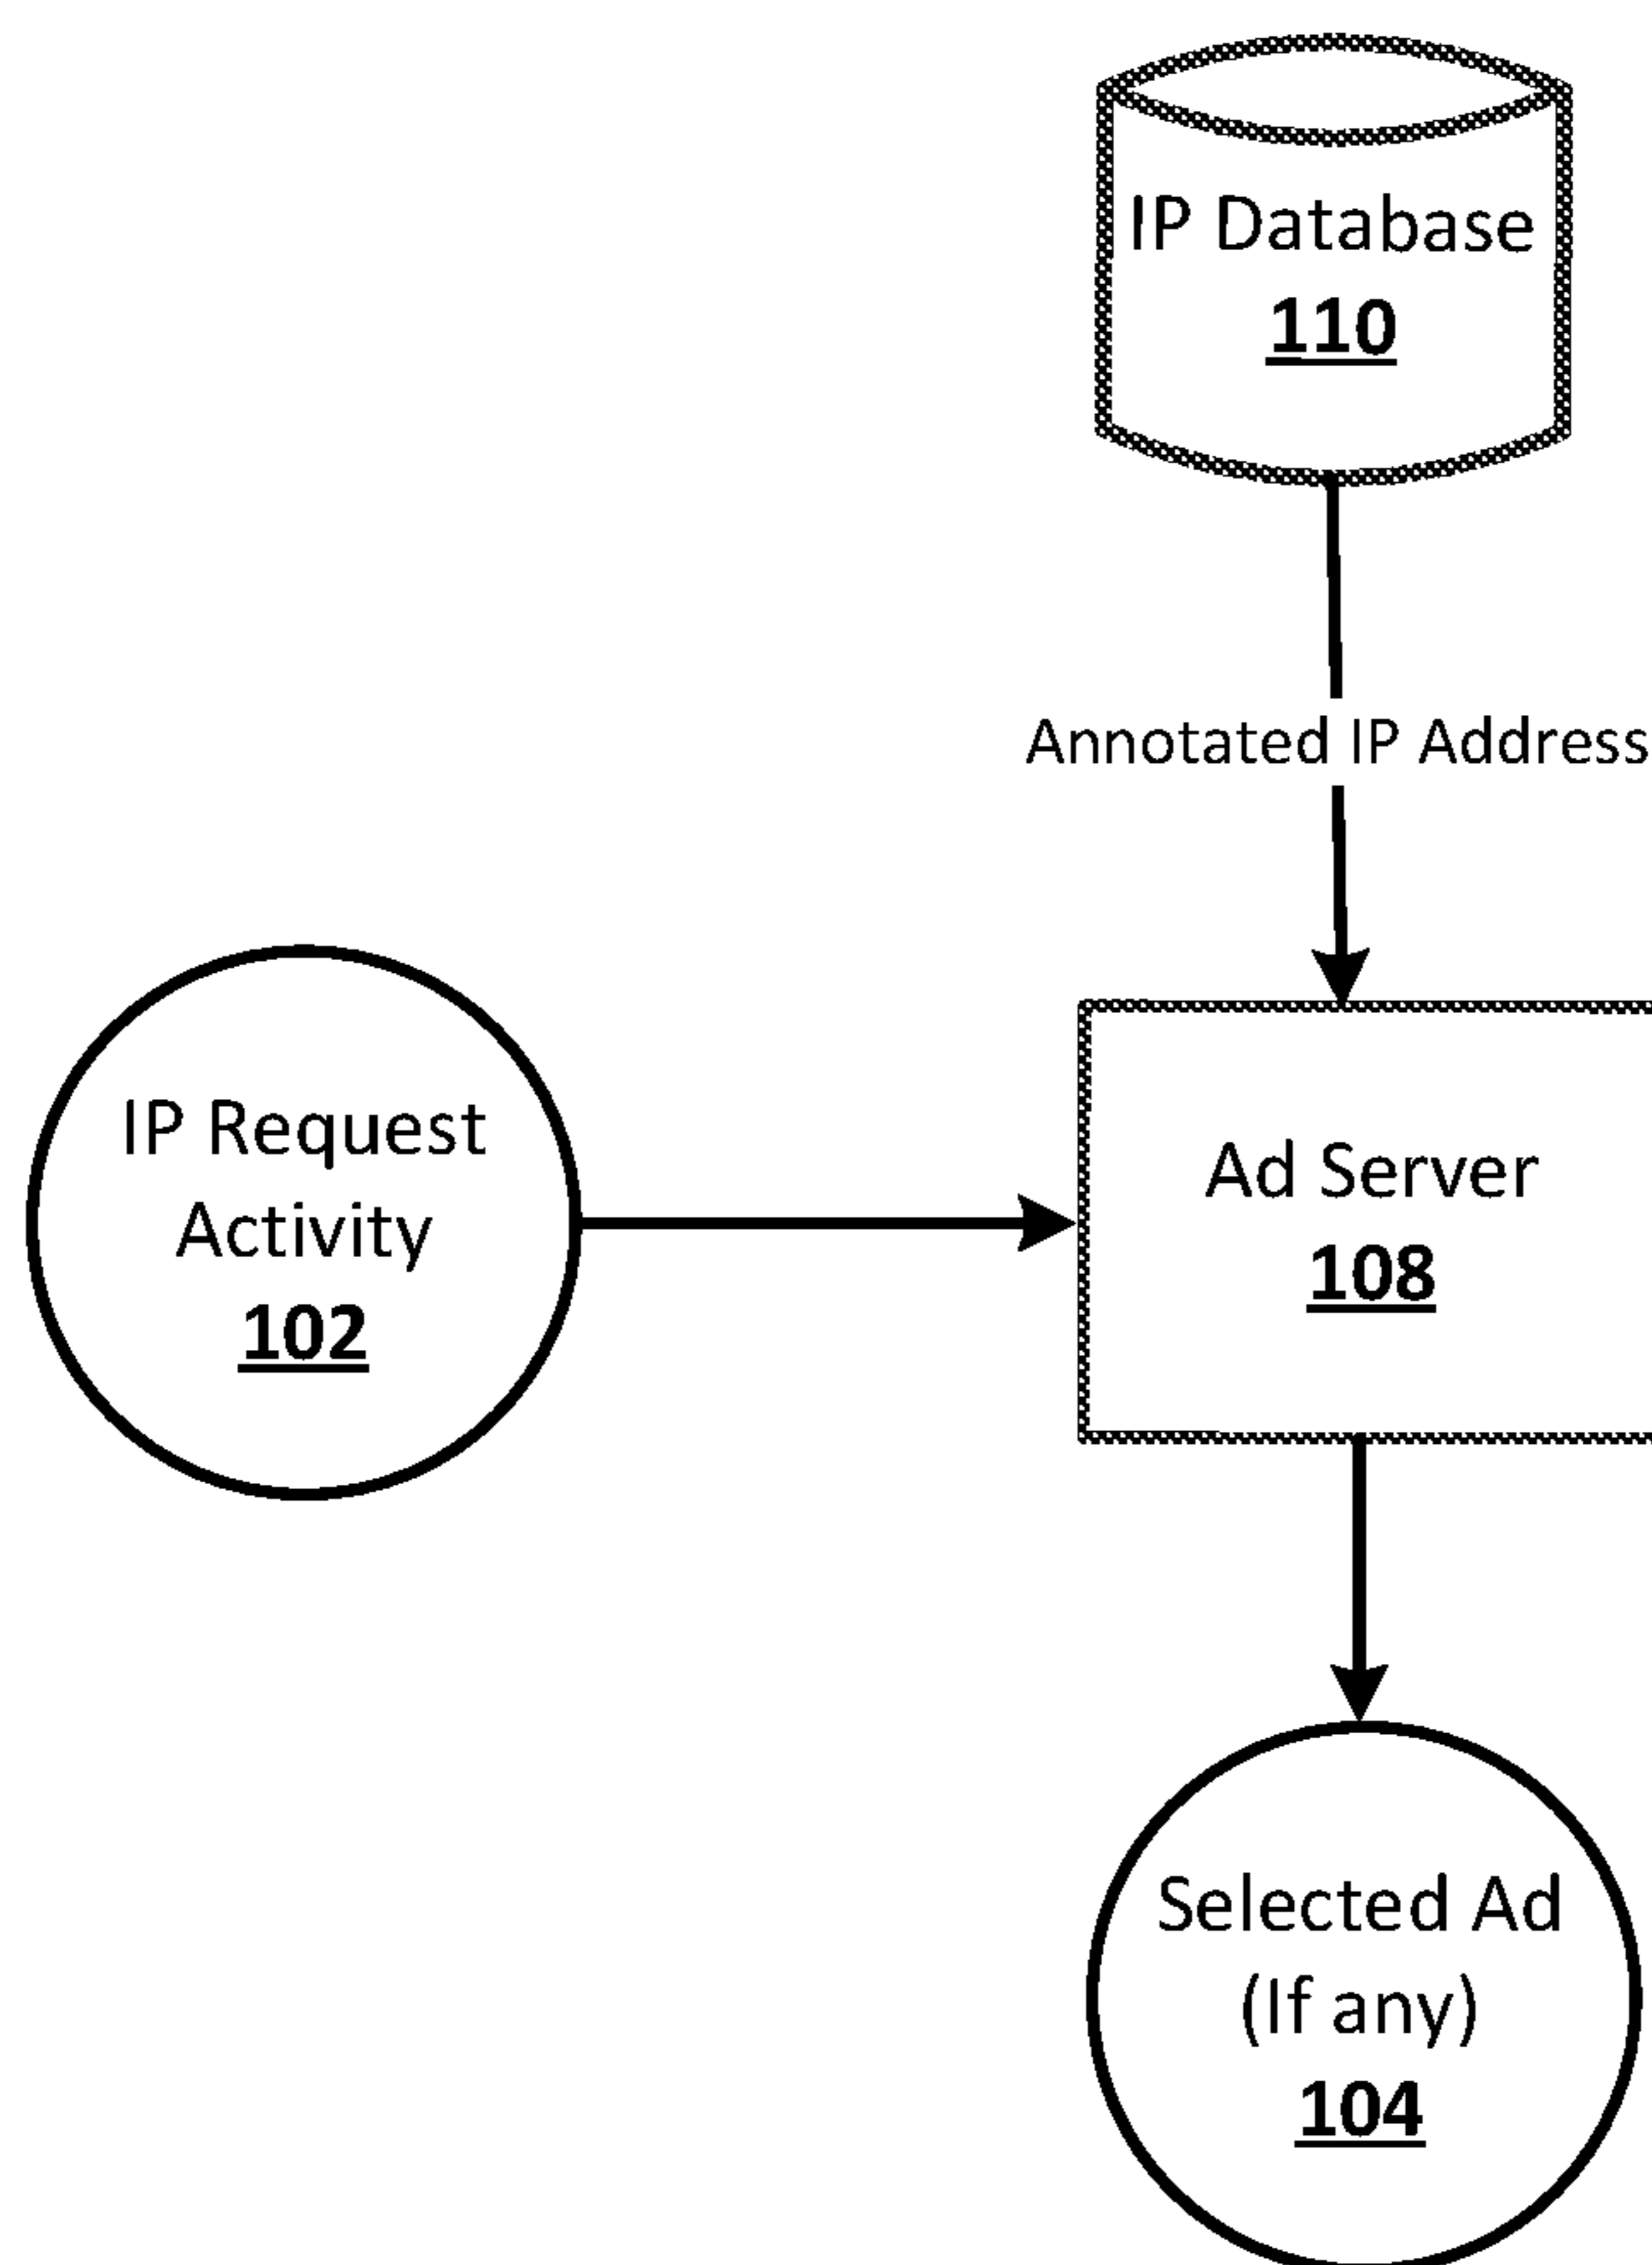 IP Database
110
Annotated IP Address
IP Request
Activity
102
Ad Server
108
Selected Ad
(If any)
104